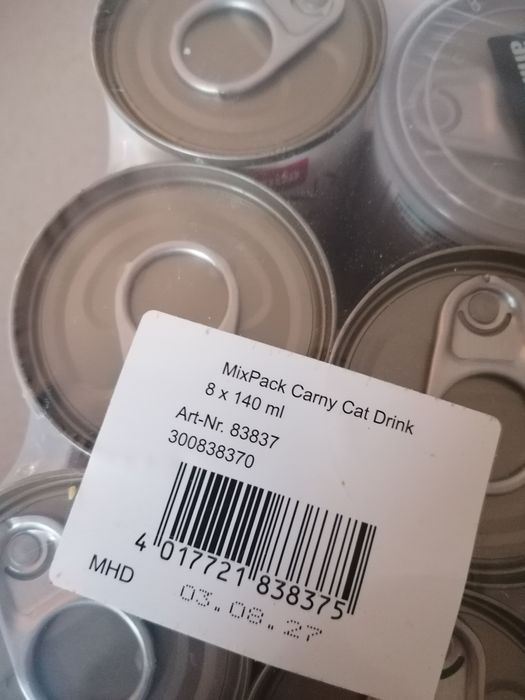 MixPack Carny Cat Drink
8 x 140 ml
Art-Nr. 83837
300838370
4 017721 838375
MHD
03.08.27